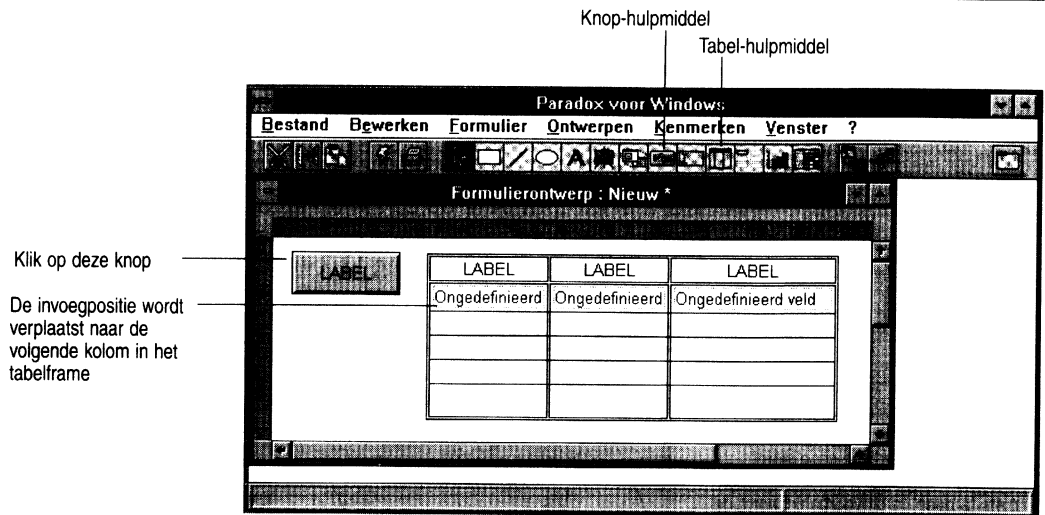 Knop-hulpmiddel
Tabel-hulpmiddel
Paradox voor Windows
Bestand Bewerken Formulier Ontwerpen Kenmerken Venster ?
Formulierontwerp : Nieuw *
Klik op deze knop
LABEL
LABEL LABEL LABEL
De invoegpositie wordt
verplaatst naar de
volgende kolom in het
tabelframe
Ongedefinieerd Ongedefinieerd Ongedefinieerd veld